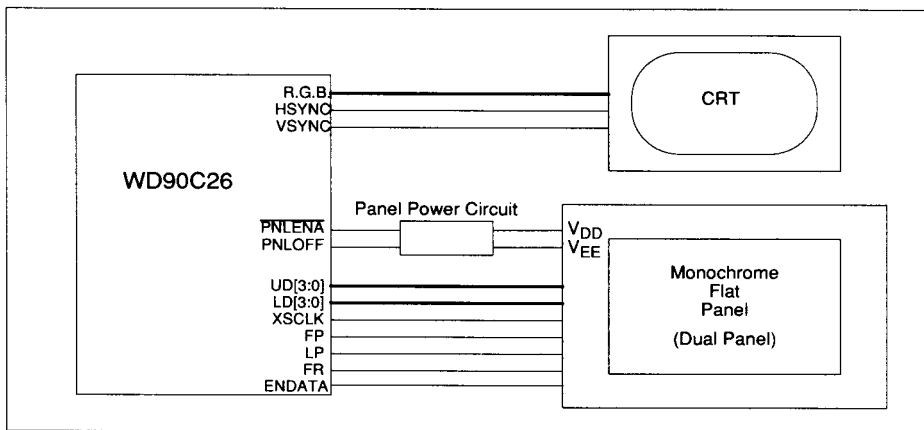 R.G.B.
HSYNC
VSYNC
CRT
WD90C26
Panel Power Circuit
PNLENA
PNLOFF
VDD
VEE
UD[3:0]
LD[3:0]
XSCLK
FP
LP
FR
ENDATA
Monochrome
Flat
Panel
(Dual Panel)